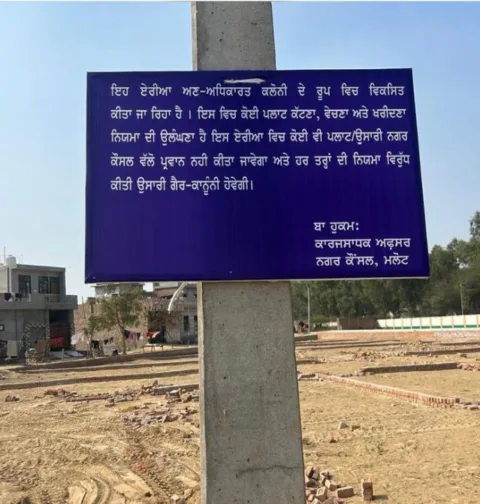 ਇਹ ਏਰੀਆ ਅਣ-ਅਧਿਕਾਰਤ ਕਲੋਨੀ ਦੇ ਰੂਪ ਵਿਚ ਵਿਕਸਿਤ
ਕੀਤਾ ਜਾ ਰਿਹਾ ਹੈ । ਇਸ ਵਿਚ ਕੋਈ ਪਲਾਟ ਕੱਟਣਾ, ਵੇਚਣਾ ਅਤੇ ਖਰੀਦਣਾ
ਨਿਯਮਾ ਦੀ ਉਲੰਘਣਾ ਹੈ ਇਸ ਏਰੀਆ ਵਿਚ ਕੋਈ ਵੀ ਪਲਾਟ/ਉਸਾਰੀ ਨਗਰ
ਕੌਸਲ ਵੱਲੋ ਪ੍ਰਵਾਨ ਨਹੀ ਕੀਤਾ ਜਾਵੇਗਾ ਅਤੇ ਹਰ ਤਰ੍ਹਾਂ ਦੀ ਨਿਯਮਾ ਵਿਰੁੱਧ
ਕੀਤੀ ਉਸਾਰੀ ਗੈਰ-ਕਾਨੂੰਨੀ ਹੋਵੇਗੀ।
ਬਾ ਹੁਕਮ:
ਕਾਰਜਸਾਧਕ ਅਫ਼ਸਰ
ਨਗਰ ਕੌਂਸਲ, ਮਲੋਟ